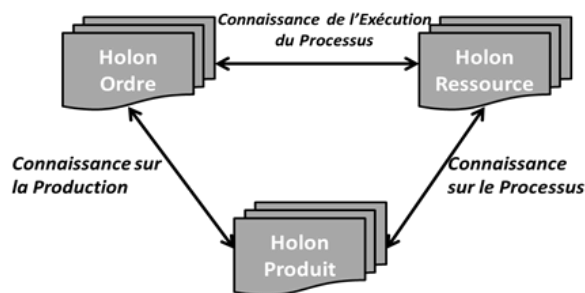 Connaissance de l'Exécution
du Processus
Holon
Ordre
Holon
Ressource
Connaissance sur
la Production
Connaissance
sur le Processus
Holon
Produit